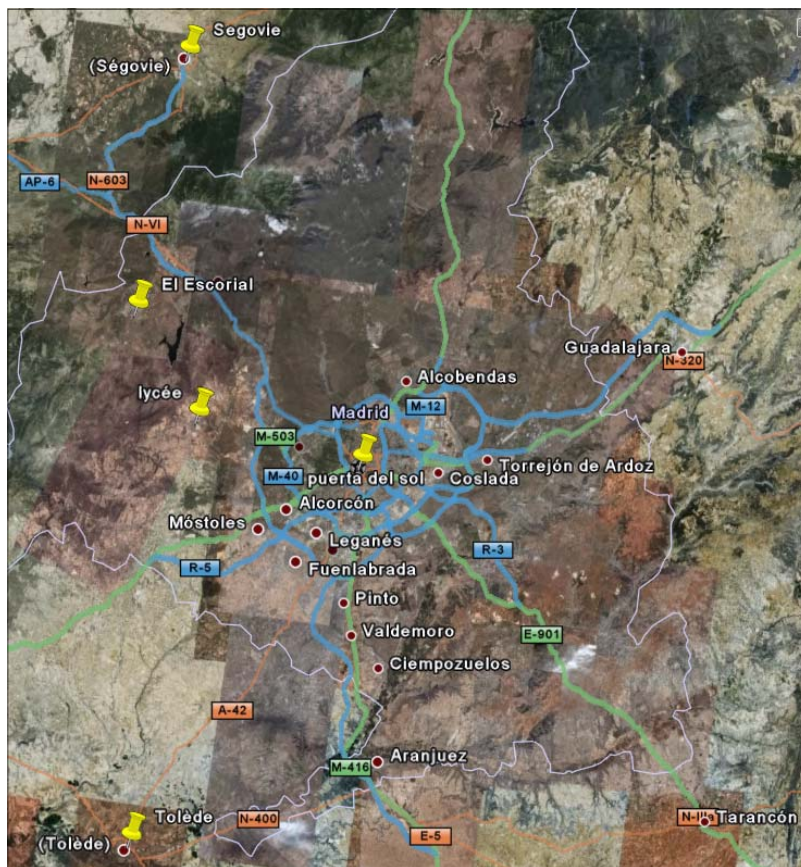 Segovie
(Ségovie)
AP-6
N-603
N-VI
El Escorial
Guadalajara
N-320
lycée
Alcobendas
Madrid
M-12
M-503
M-40
puerta del sol
Coslada
Torrejón de Ardoz
Alcorcón
Móstoles
Leganés
R-3
R-5
Fuenlabrada
Pinto
Valdemoro
E-901
Ciempozuelos
A-42
Aranjuez
M-416
Tolède
N-400
E-5
Tarancón
(Tolède)